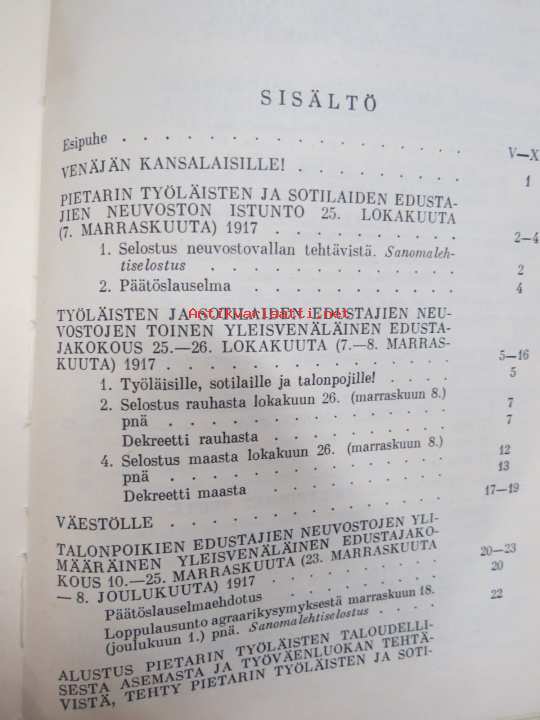 SISÄLTÖ
Esipuhe . . . . . . . . . . . . . . . . V—X
VENÄJÄN KANSALAISILLE! . . . . . . . . . 1
PIETARIN TYÖLÄISTEN JA SOTILAIDEN EDUSTA-
JIEN NEUVOSTON ISTUNTO 25. LOKAKUUTA
(7. MARRASKUUTA) 1917 . . . . . . . . . . 2—4
1. Selostus neuvostovallan tehtävistä. Sanomaleh-
tiselostus . . . . . . . . . . . . . 2
2. Päätöslauselma . . . . . . . . . . . 4
TYÖLÄISTEN JA SOTILAIDEN EDUSTAJIEN NEU-
VOSTOJEN TOINEN YLEISVENÄLÄINEN EDUSTA-
JAKOKOUS 25.—26. LOKAKUUTA (7.—8. MARRAS-
KUUTA) 1917 . . . . . . . . . . . . . 5—16
1. Työläisille, sotilaille ja talonpojille! . . . . . 5
2. Selostus rauhasta lokakuun 26. (marraskuun 8.)
pnä . . . . . . . . . . . . . . . 7
Dekreetti rauhasta . . . . . . . . . . 7
4. Selostus maasta lokakuun 26. (marraskuun 8.)
pnä . . . . . . . . . . . . . . . 12
Dekreetti maasta . . . . . . . . . . . 13
VÄESTÖLLE . . . . . . . . . . . . . . 17—19
TALONPOIKIEN EDUSTAJIEN NEUVOSTOJEN YLI-
MÄÄRÄINEN YLEISVENÄLÄINEN EDUSTAJAKO-
KOUS 10.—25. MARRASKUUTA (23. MARRASKUUTA
— 8. JOULUKUUTA) 1917 . . . . . . . . . 20—23
Päätöslauselmaehdotus . . . . . . . . . 20
Loppulausunto agraarikysymyksestä marraskuun 18.
(joulukuun 1.) pnä. Sanomalehtiselostus . . . . 22
ALUSTUS PIETARIN TYÖLÄISTEN TALOUDELLI-
SESTA ASEMASTA JA TYÖVÄENLUOKAN TEHTÄ-
VISTÄ, TEHTY PIETARIN TYÖLÄISTEN JA SOTI-
Antikvariaatti.net